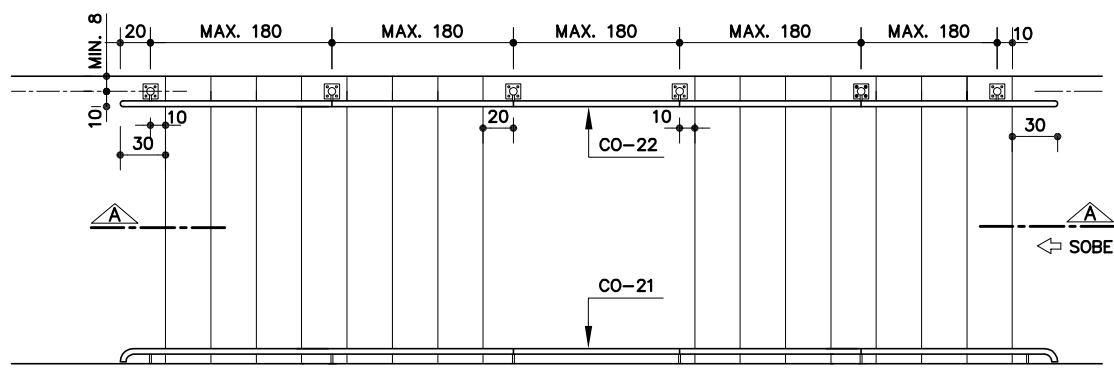 MIN. 8
20 MAX. 180 MAX. 180 MAX. 180 MAX. 180 MAX. 180 10
10
10 20 10
30 CO-22 30
A A
SOBE
CO-21